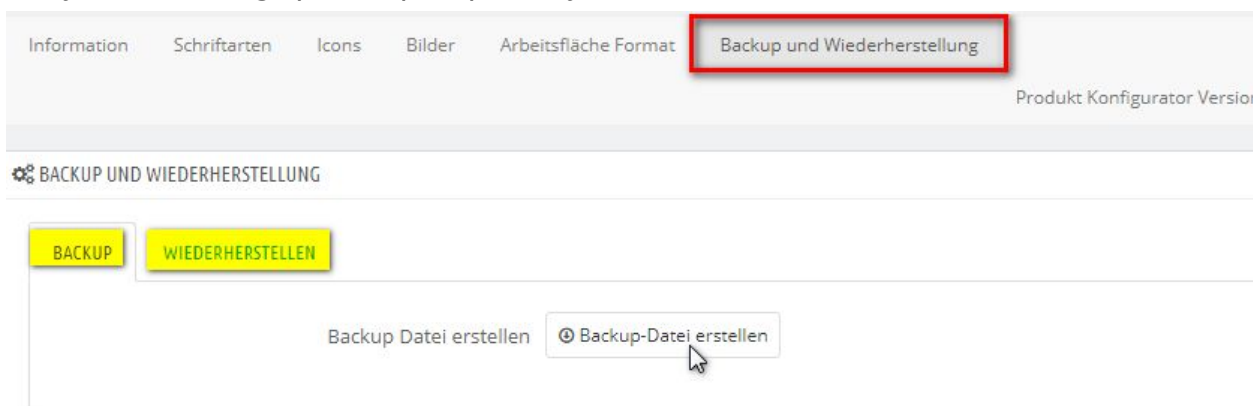 Information Schriftarten Icons Bilder Arbeitsfläche Format Backup und Wiederherstellung
Produkt Konfigurator Version
BACKUP UND WIEDERHERSTELLUNG
BACKUP WIEDERHERSTELLEN
Backup Datei erstellen Backup-Datei erstellen